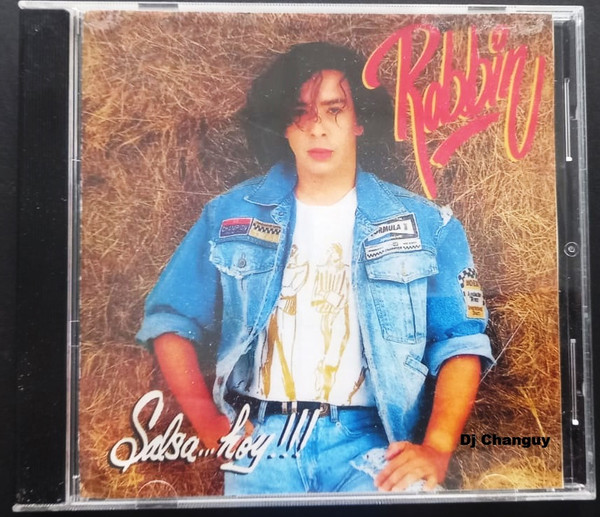 Robbin
FORMULA 1
Salsa...hoy!!!!
Dj Changuy